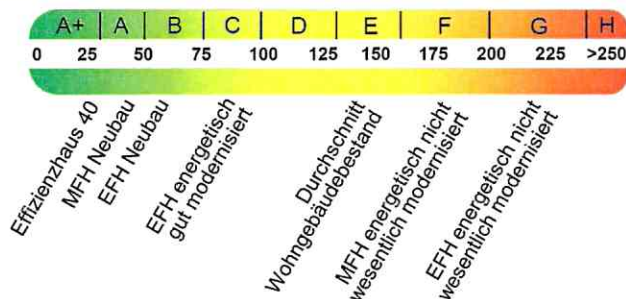 A+ A B C D E F G H
0 25 50 75 100 125 150 175 200 225 >250
Effizienzhaus 40
MFH Neubau
EFH Neubau
EFH energetisch
gut modernisiert
Durchschnitt
Wohngebäudebestand
MFH energetisch nicht
wesentlich modernisiert
EFH energetisch nicht
wesentlich modernisiert